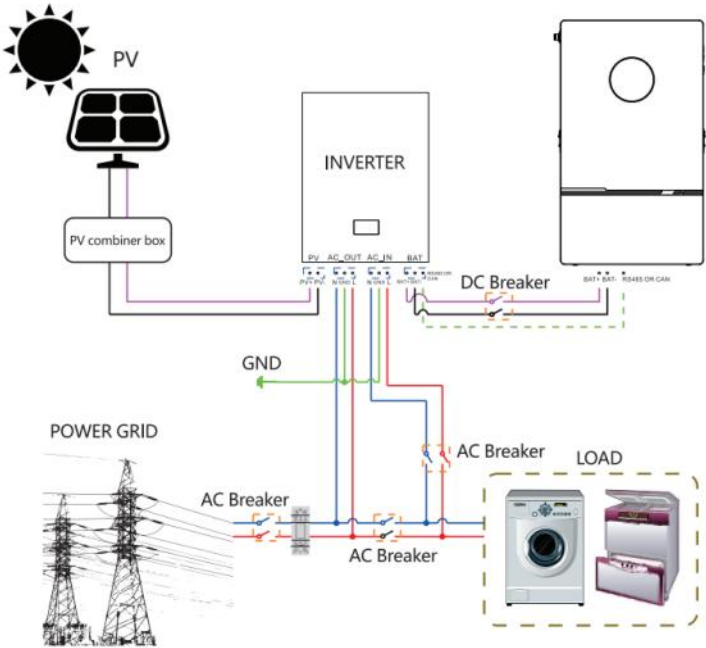 PV
INVERTER
PV combiner box
PV AC_OUT AC_IN BAT
PV+ PV- N GND L N GND L BAT+ BAT-
BAT+ BAT- RS485 OR CAN
DC Breaker
GND
POWER GRID
AC Breaker
LOAD
AC Breaker
AC Breaker